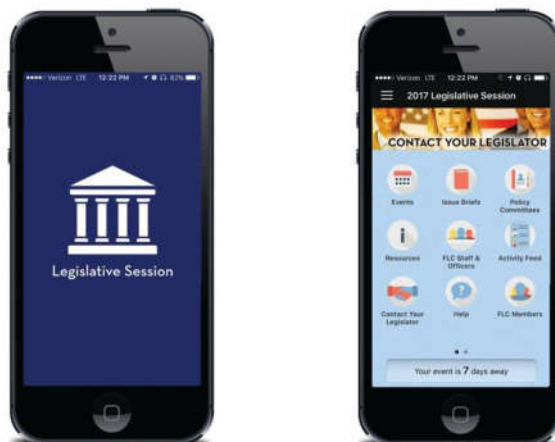 Verizon LTE 12:22 PM 82%
Legislative Session
Verizon LTE 12:22 PM
2017 Legislative Session
CONTACT YOUR LEGISLATOR
Events
Issue Briefs
Policy
Committees
Resources
FLC Staff &
Officers
Activity Feed
Contact Your
Legislator
Help
FLC Members
Your event is 7 days away